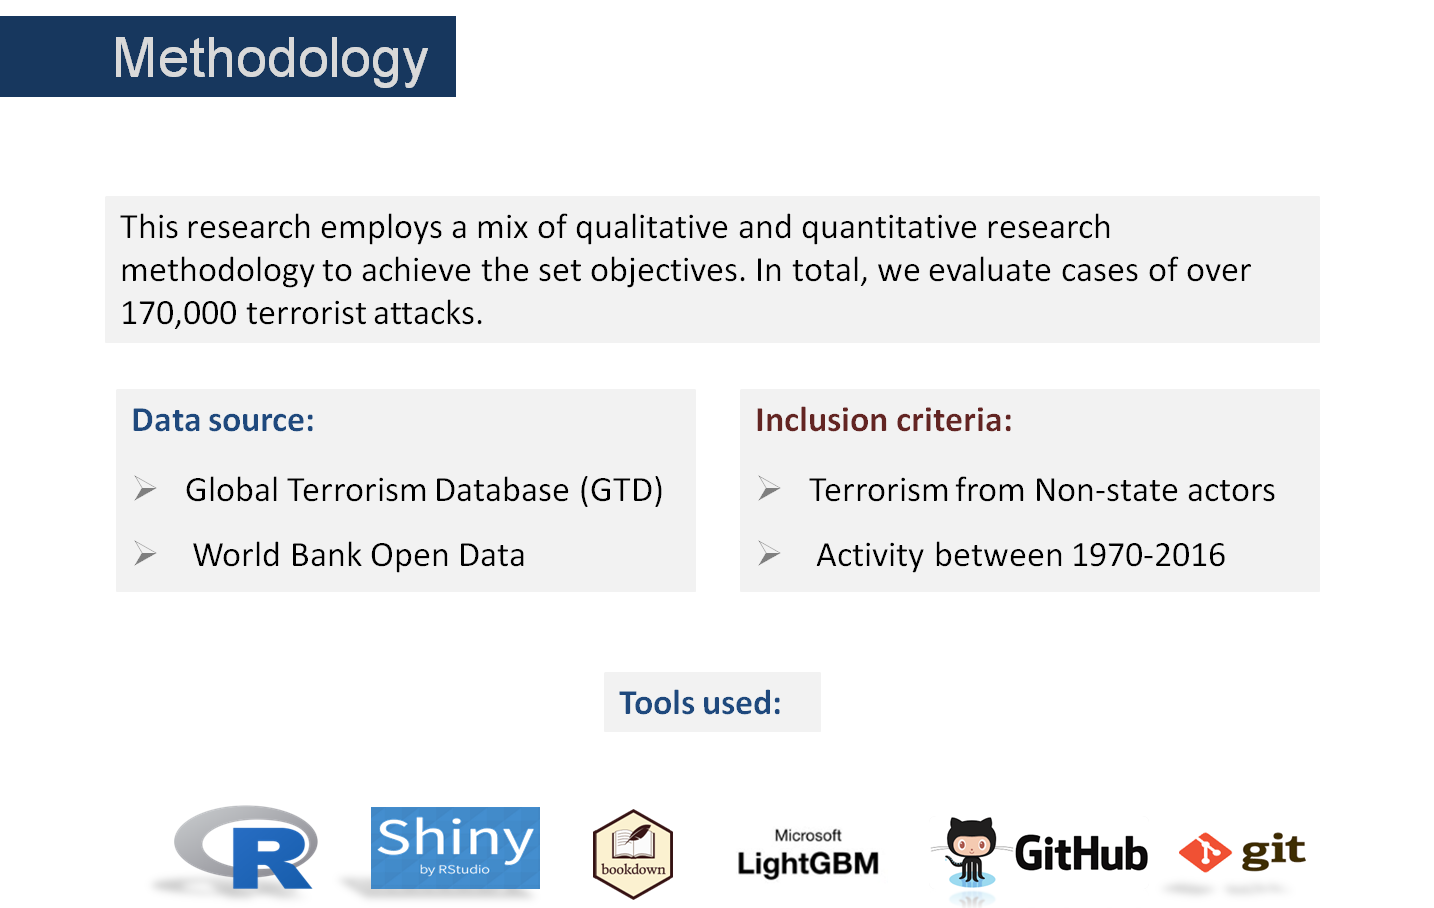 Methodology
This research employs a mix of qualitative and quantitative research
methodology to achieve the set objectives. In total, we evaluate cases of over
170,000 terrorist attacks.
Data source:
Global Terrorism Database (GTD)
World Bank Open Data
Inclusion criteria:
Terrorism from Non-state actors
Activity between 1970-2016
Tools used:
R
Shiny
by RStudio
bookdown
Microsoft
LightGBM
GitHub
git